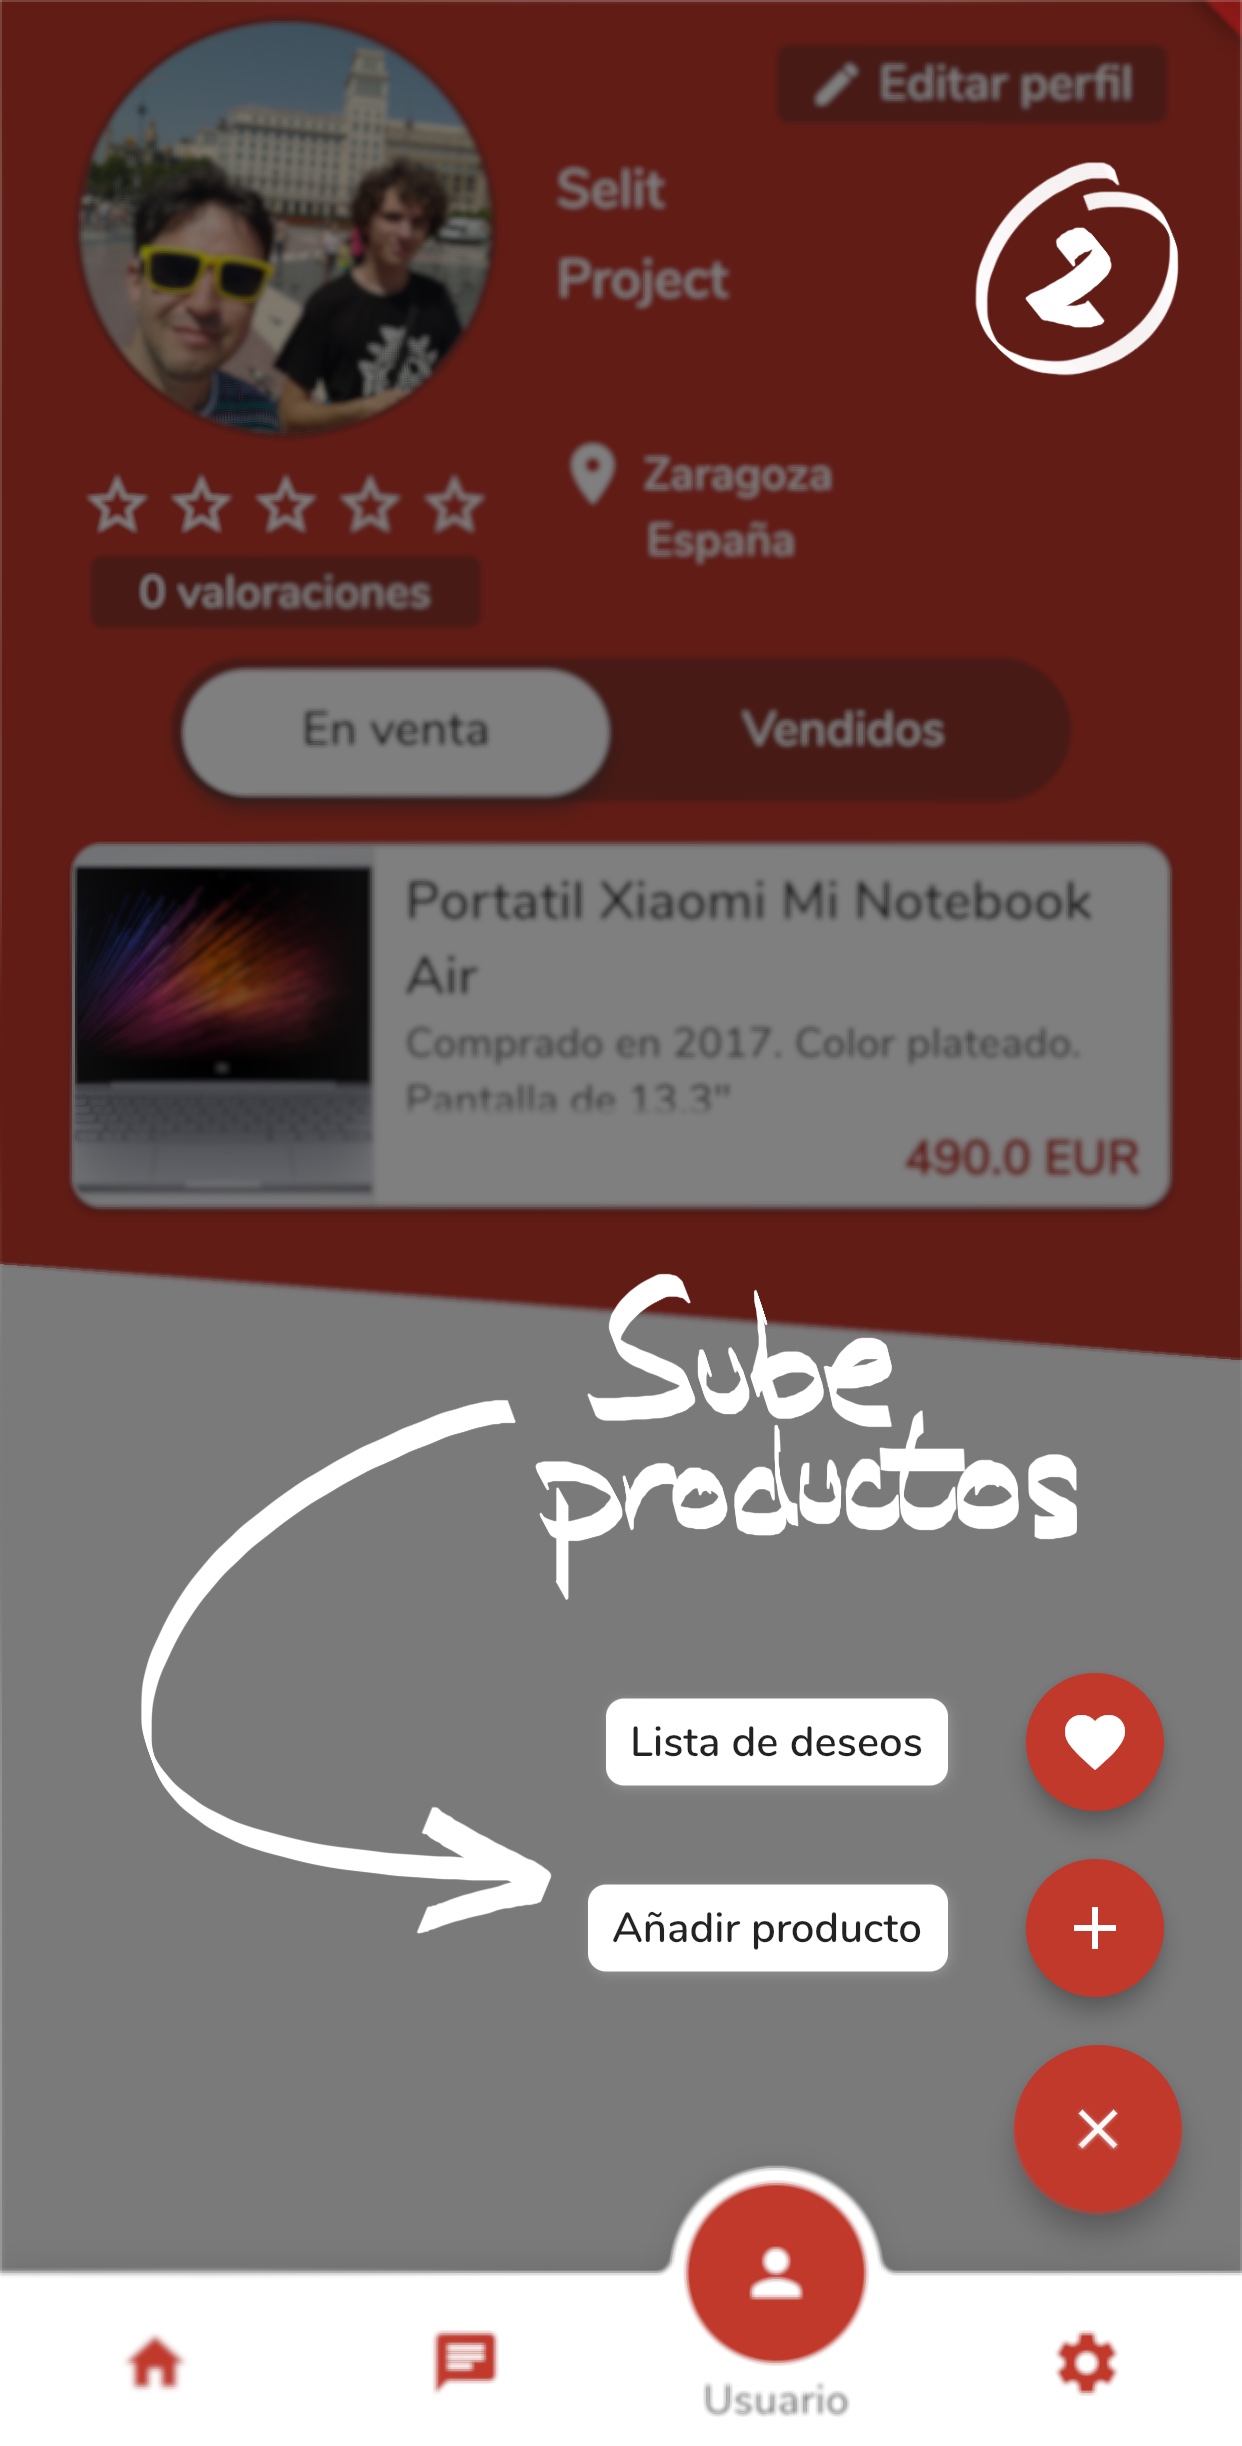 Editar perfil
Selit
Project
2
Zaragoza
España
0 valoraciones
En venta
Vendidos
Portatil Xiaomi Mi Notebook
Air
Comprado en 2017. Color plateado.
Pantalla de 13.3"
490.0 EUR
Sube
productos
Lista de deseos
Añadir producto
Usuario